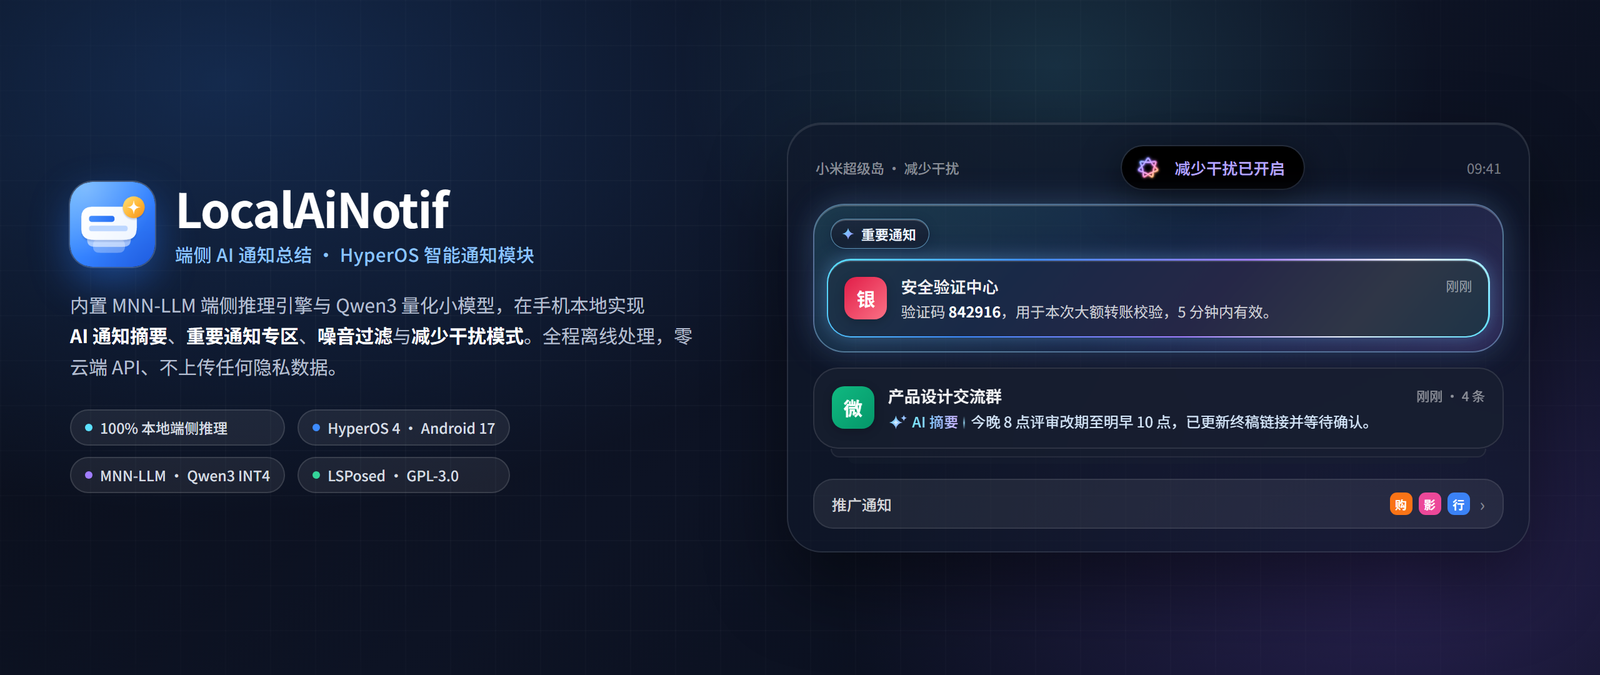 LocalAiNotif
端侧 AI 通知总结 • HyperOS 智能通知模块
内置 MNN-LLM 端侧推理引擎与 Qwen3 量化小模型，在手机本地实现
AI 通知摘要、重要通知专区、噪音过滤与减少干扰模式。全程离线处理，零
云端 API、不上传任何隐私数据。
100% 本地端侧推理
HyperOS 4 • Android 17
MNN-LLM • Qwen3 INT4
LSPosed • GPL-3.0
小米超级岛 • 减少干扰
减少干扰已开启
09:41
重要通知
银
安全验证中心
刚刚
验证码 842916，用于本次大额转账校验，5 分钟内有效。
微
产品设计交流群
刚刚 • 4 条
AI 摘要 | 今晚 8 点评审改期至明早 10 点，已更新终稿链接并等待确认。
推广通知
购 影 行 ›